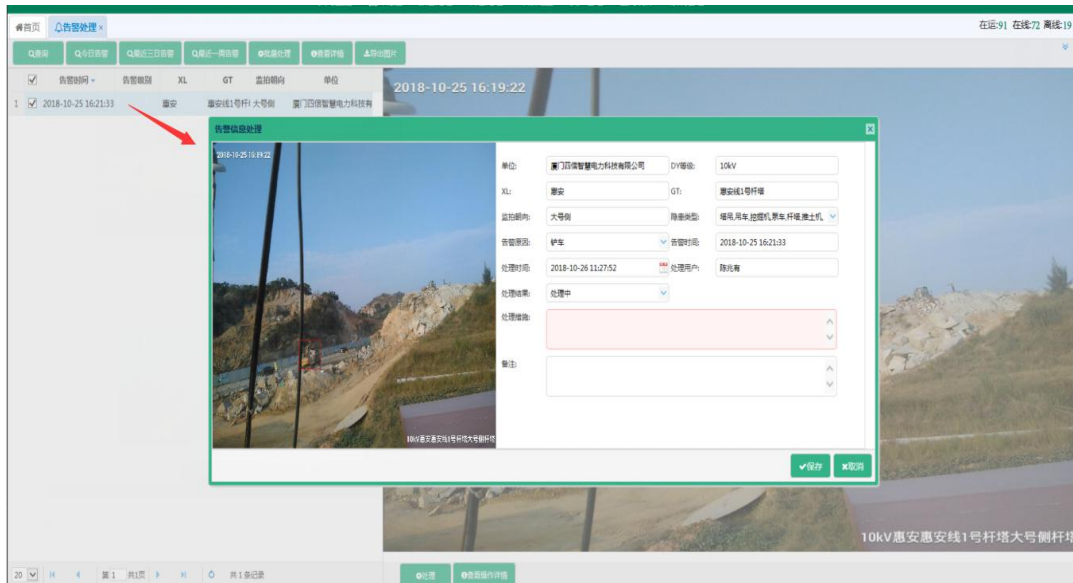 首页
告警处理×
在运:91 在线:72 离线:19
查询
今日告警
最近三日告警
最近一周告警
批量处理
查看详情
导出图片
告警时间
告警级别
XL
GT
监拍朝向
单位
1
2018-10-25 16:21:33
惠安
惠安线1号杆
大号侧
厦门四信智慧电力科技有
2018-10-25 16:19:22
告警信息处理
2018-10-25 16:19:22
单位:
厦门四信智慧电力科技有限公司
DY等级:
10kV
XL:
惠安
GT:
惠安线1号杆塔
监拍朝向:
大号侧
隐患类型:
塔吊,吊车,挖掘机,泵车,杆塔,推土机,
告警原因:
铲车
告警时间:
2018-10-25 16:21:33
处理时间:
2018-10-26 11:27:52
处理用户:
陈兆有
处理结果:
处理中
处理措施:
备注:
10kV惠安惠安线1号杆塔大号侧杆塔
保存
×取消
10kV惠安惠安线1号杆塔大号侧杆塔
20
第 1 共1页
共1条记录
处理
查看操作详情